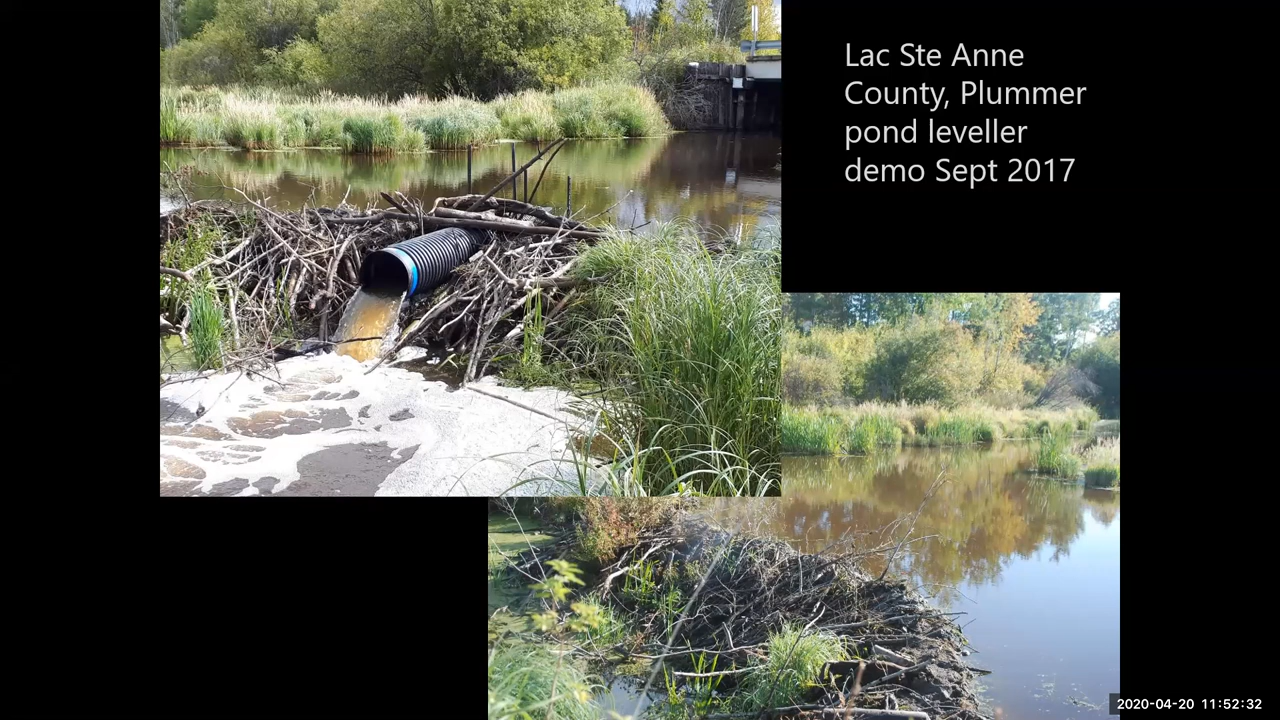 Lac Ste Anne
County, Plummer
pond leveller
demo Sept 2017
2020-04-20 11:52:32